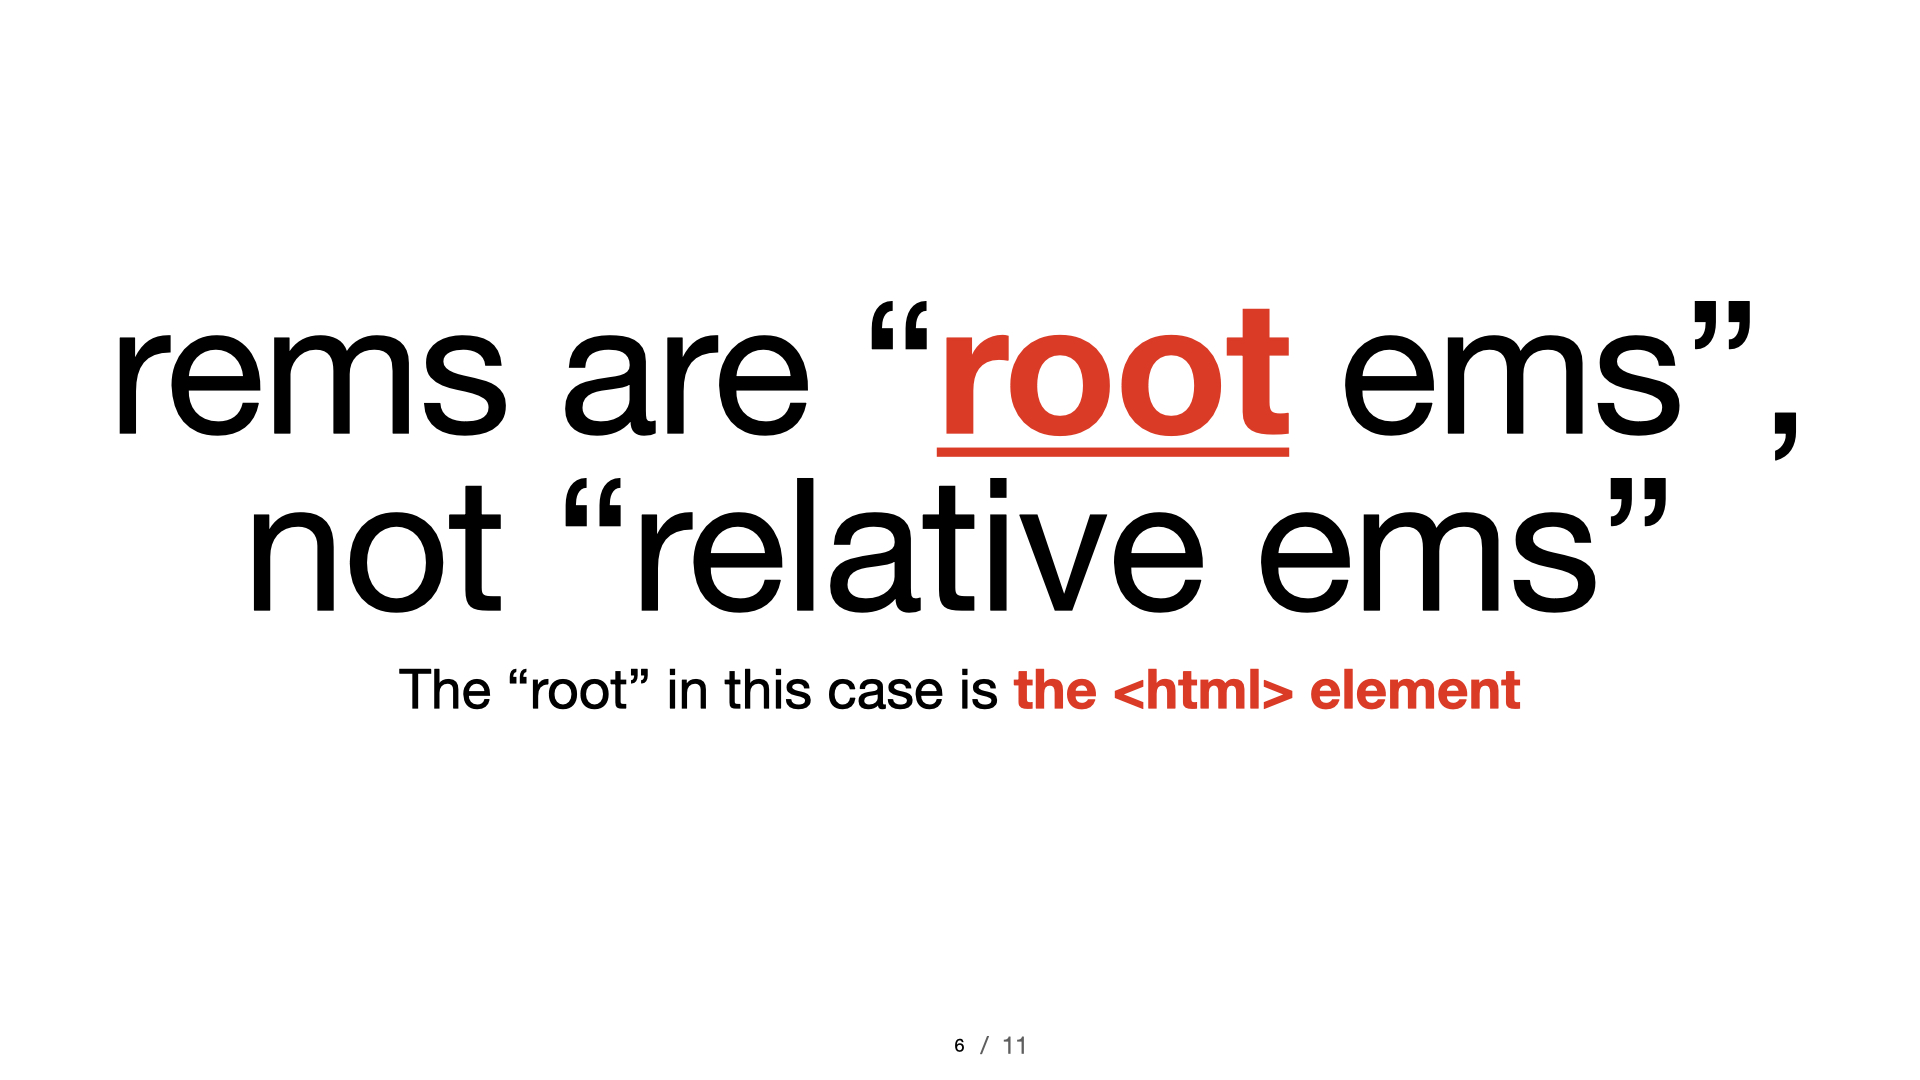 rems are “root ems”,
not “relative ems”
The “root” in this case is the <html> element
6 / 11